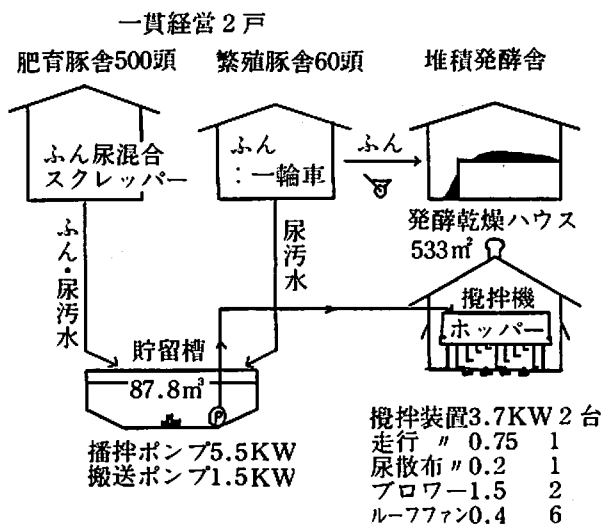 一貫経営2戸
肥育豚舎500頭
繁殖豚舎60頭
堆積発酵舎
ふん尿混合
スクレッパー
ふん
:一輪車
ふん
ふん・尿汚水
尿汚水
発酵乾燥ハウス
533m²
攪拌機
ホッパー
貯留槽
87.8m³
P
播拌ポンプ5.5KW
搬送ポンプ1.5KW
攪拌装置3.7KW 2台
走行 〃 0.75 1
尿散布〃0.2 1
ブロワー1.5 2
ルーフファン0.4 6